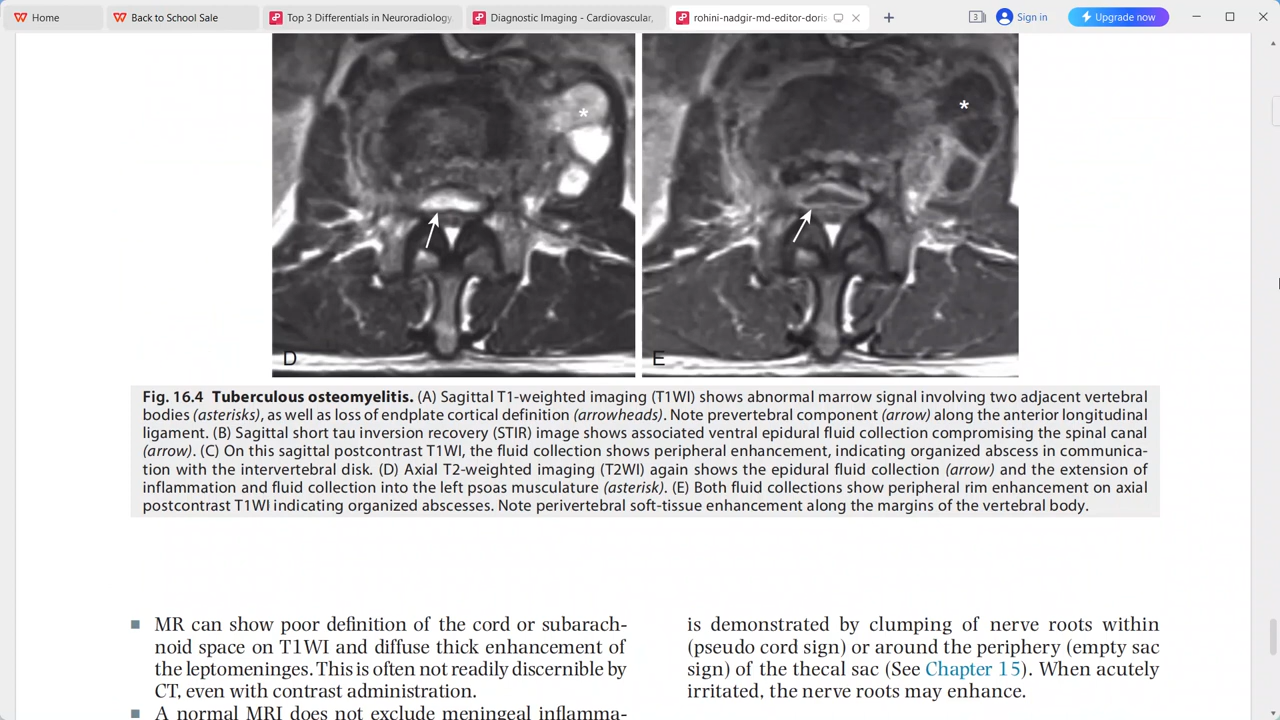 Home
Back to School Sale
Top 3 Differentials in Neuroradiology
Diagnostic Imaging - Cardiovascular,
rohini-nadgir-md-editor-doris
3
Sign in
Upgrade now
*
*
D
E
Fig. 16.4 Tuberculous osteomyelitis. (A) Sagittal T1-weighted imaging (T1WI) shows abnormal marrow signal involving two adjacent vertebral
bodies (asterisks), as well as loss of endplate cortical definition (arrowheads). Note prevertebral component (arrow) along the anterior longitudinal
ligament. (B) Sagittal short tau inversion recovery (STIR) image shows associated ventral epidural fluid collection compromising the spinal canal
(arrow). (C) On this sagittal postcontrast T1WI, the fluid collection shows peripheral enhancement, indicating organized abscess in communica-
tion with the intervertebral disk. (D) Axial T2-weighted imaging (T2WI) again shows the epidural fluid collection (arrow) and the extension of
inflammation and fluid collection into the left psoas musculature (asterisk). (E) Both fluid collections show peripheral rim enhancement on axial
postcontrast T1WI indicating organized abscesses. Note perivertebral soft-tissue enhancement along the margins of the vertebral body.
■ MR can show poor definition of the cord or subarach-
noid space on T1WI and diffuse thick enhancement of
the leptomeninges. This is often not readily discernible by
CT, even with contrast administration.
■ A normal MRI does not exclude meningeal inflamma-
is demonstrated by clumping of nerve roots within
(pseudo cord sign) or around the periphery (empty sac
sign) of the thecal sac (See Chapter 15). When acutely
irritated, the nerve roots may enhance.